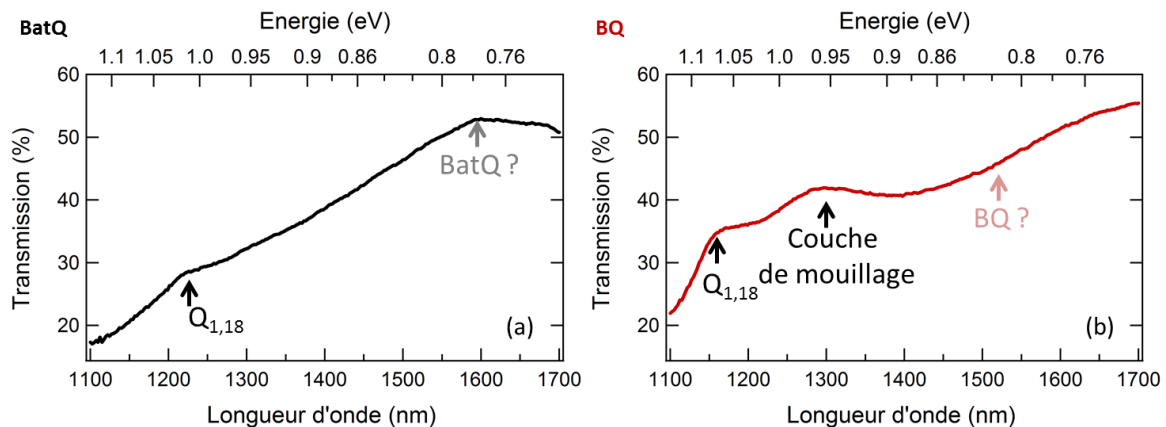 BatQ
Energie (eV)
1.1 1.05 1.0 0.95 0.9 0.86 0.8 0.76
60
50
40
30
20
Transmission (%)
BatQ ?
Q1,18
(a)
1100 1200 1300 1400 1500 1600 1700
Longueur d'onde (nm)
BQ
Energie (eV)
1.1 1.05 1.0 0.95 0.9 0.86 0.8 0.76
60
50
40
30
20
Transmission (%)
BQ ?
Couche
de mouillage
Q1,18
(b)
1100 1200 1300 1400 1500 1600 1700
Longueur d'onde (nm)